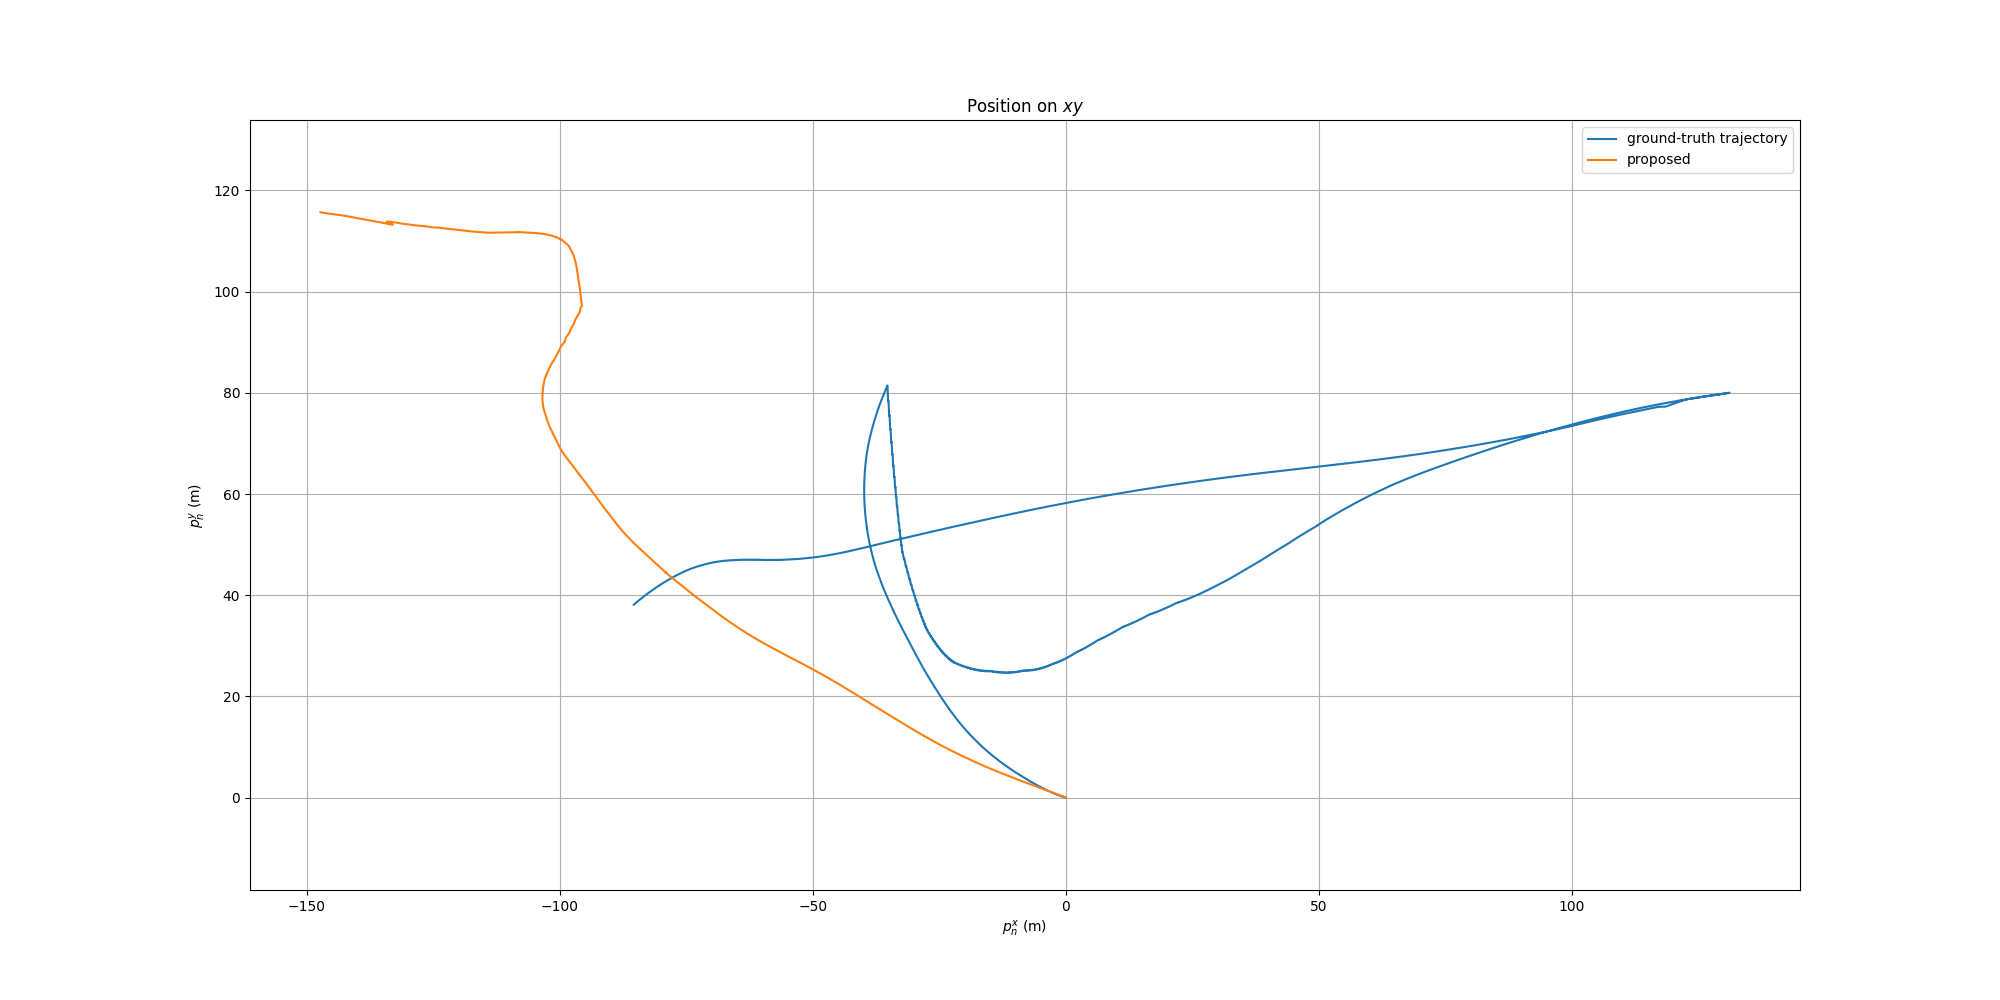 Position on xy
ground-truth trajectory
proposed
120
100
80
60
40
20
0
p_n^y (m)
−150
−100
−50
0
50
100
p_n^x (m)